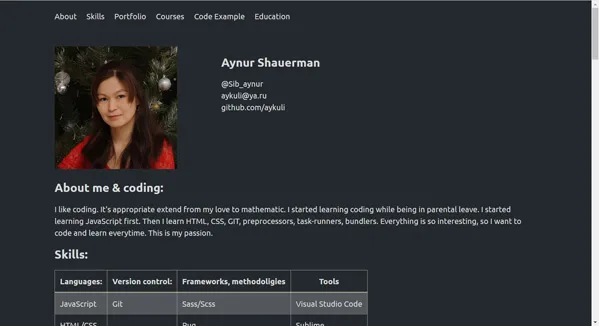 About Skills Portfolio Courses Code Example Education
Aynur Shauerman
@Sib_aynur
aykuli@ya.ru
github.com/aykuli
About me & coding:
I like coding. It's appropriate extend from my love to mathematic. I started learning coding while being in parental leave. I started
learning JavaScript first. Then I learn HTML, CSS, GIT, preprocessors, task-runners, bundlers. Everything is so interesting, so I want to
code and learn everytime. This is my passion.
Skills:
Languages: Version control: Frameworks, methodoligies Tools
JavaScript Git Sass/Scss Visual Studio Code
HTML/CSS Pug Sublime